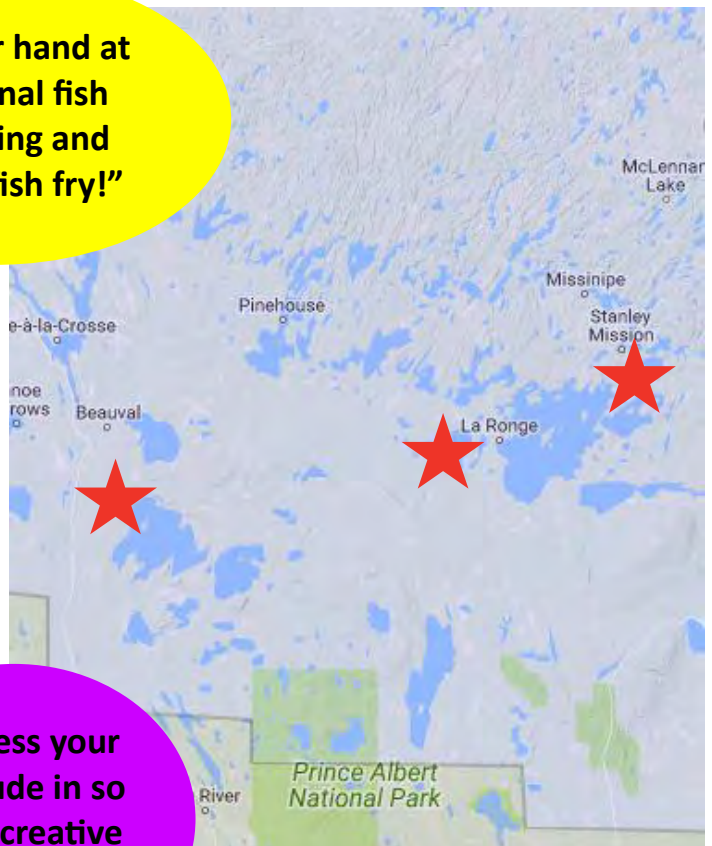 r hand at
nal fish
ing and
ish fry!”
McLennan
Lake
Missinipe
Pinehouse
Stanley
Mission
e-à-la-Crosse
noe
rows
Beauval
La Ronge
ess your
ude in so
creative
River
Prince Albert
National Park